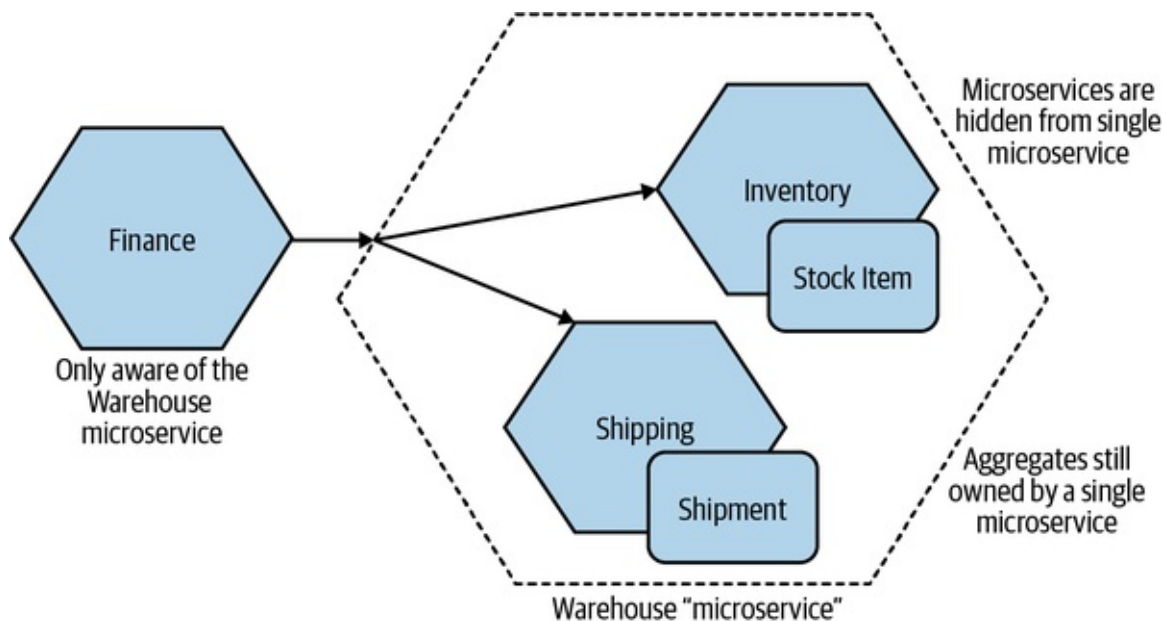 Finance
Only aware of the
Warehouse
microservice
Inventory
Stock Item
Shipping
Shipment
Microservices are
hidden from single
microservice
Aggregates still
owned by a single
microservice
Warehouse “microservice”